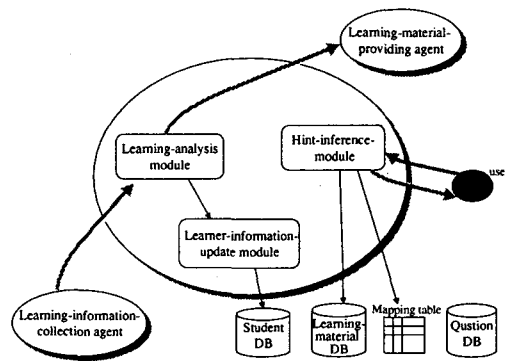 Learning-material-
providing agent
Learning-analysis
module
Hint-inference-
module
use
Learner-information-
update module
Learning-information-
collection agent
Student
DB
Learning-
material DB
Mapping table
Qustion
DB